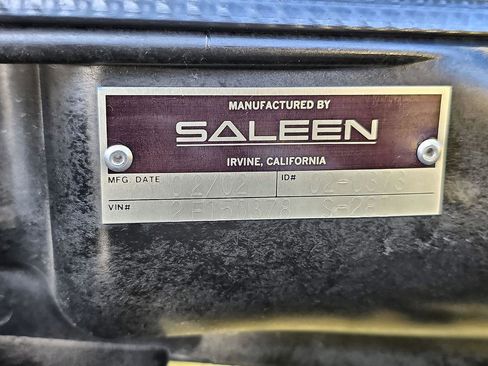 MANUFACTURED BY
SALEEN
IRVINE, CALIFORNIA
MFG. DATE 02/02 ID#
VIN#